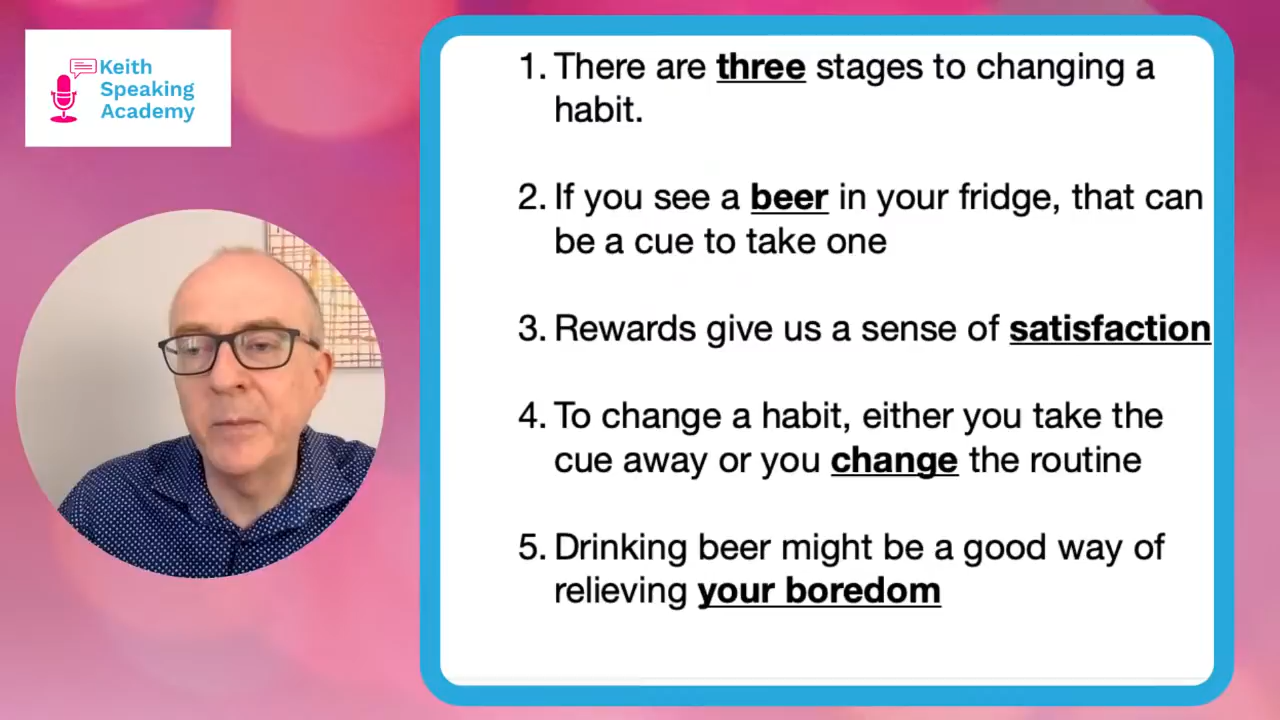 Keith
Speaking
Academy
1. There are three stages to changing a
habit.
2. If you see a beer in your fridge, that can
be a cue to take one
3. Rewards give us a sense of satisfaction
4. To change a habit, either you take the
cue away or you change the routine
5. Drinking beer might be a good way of
relieving your boredom